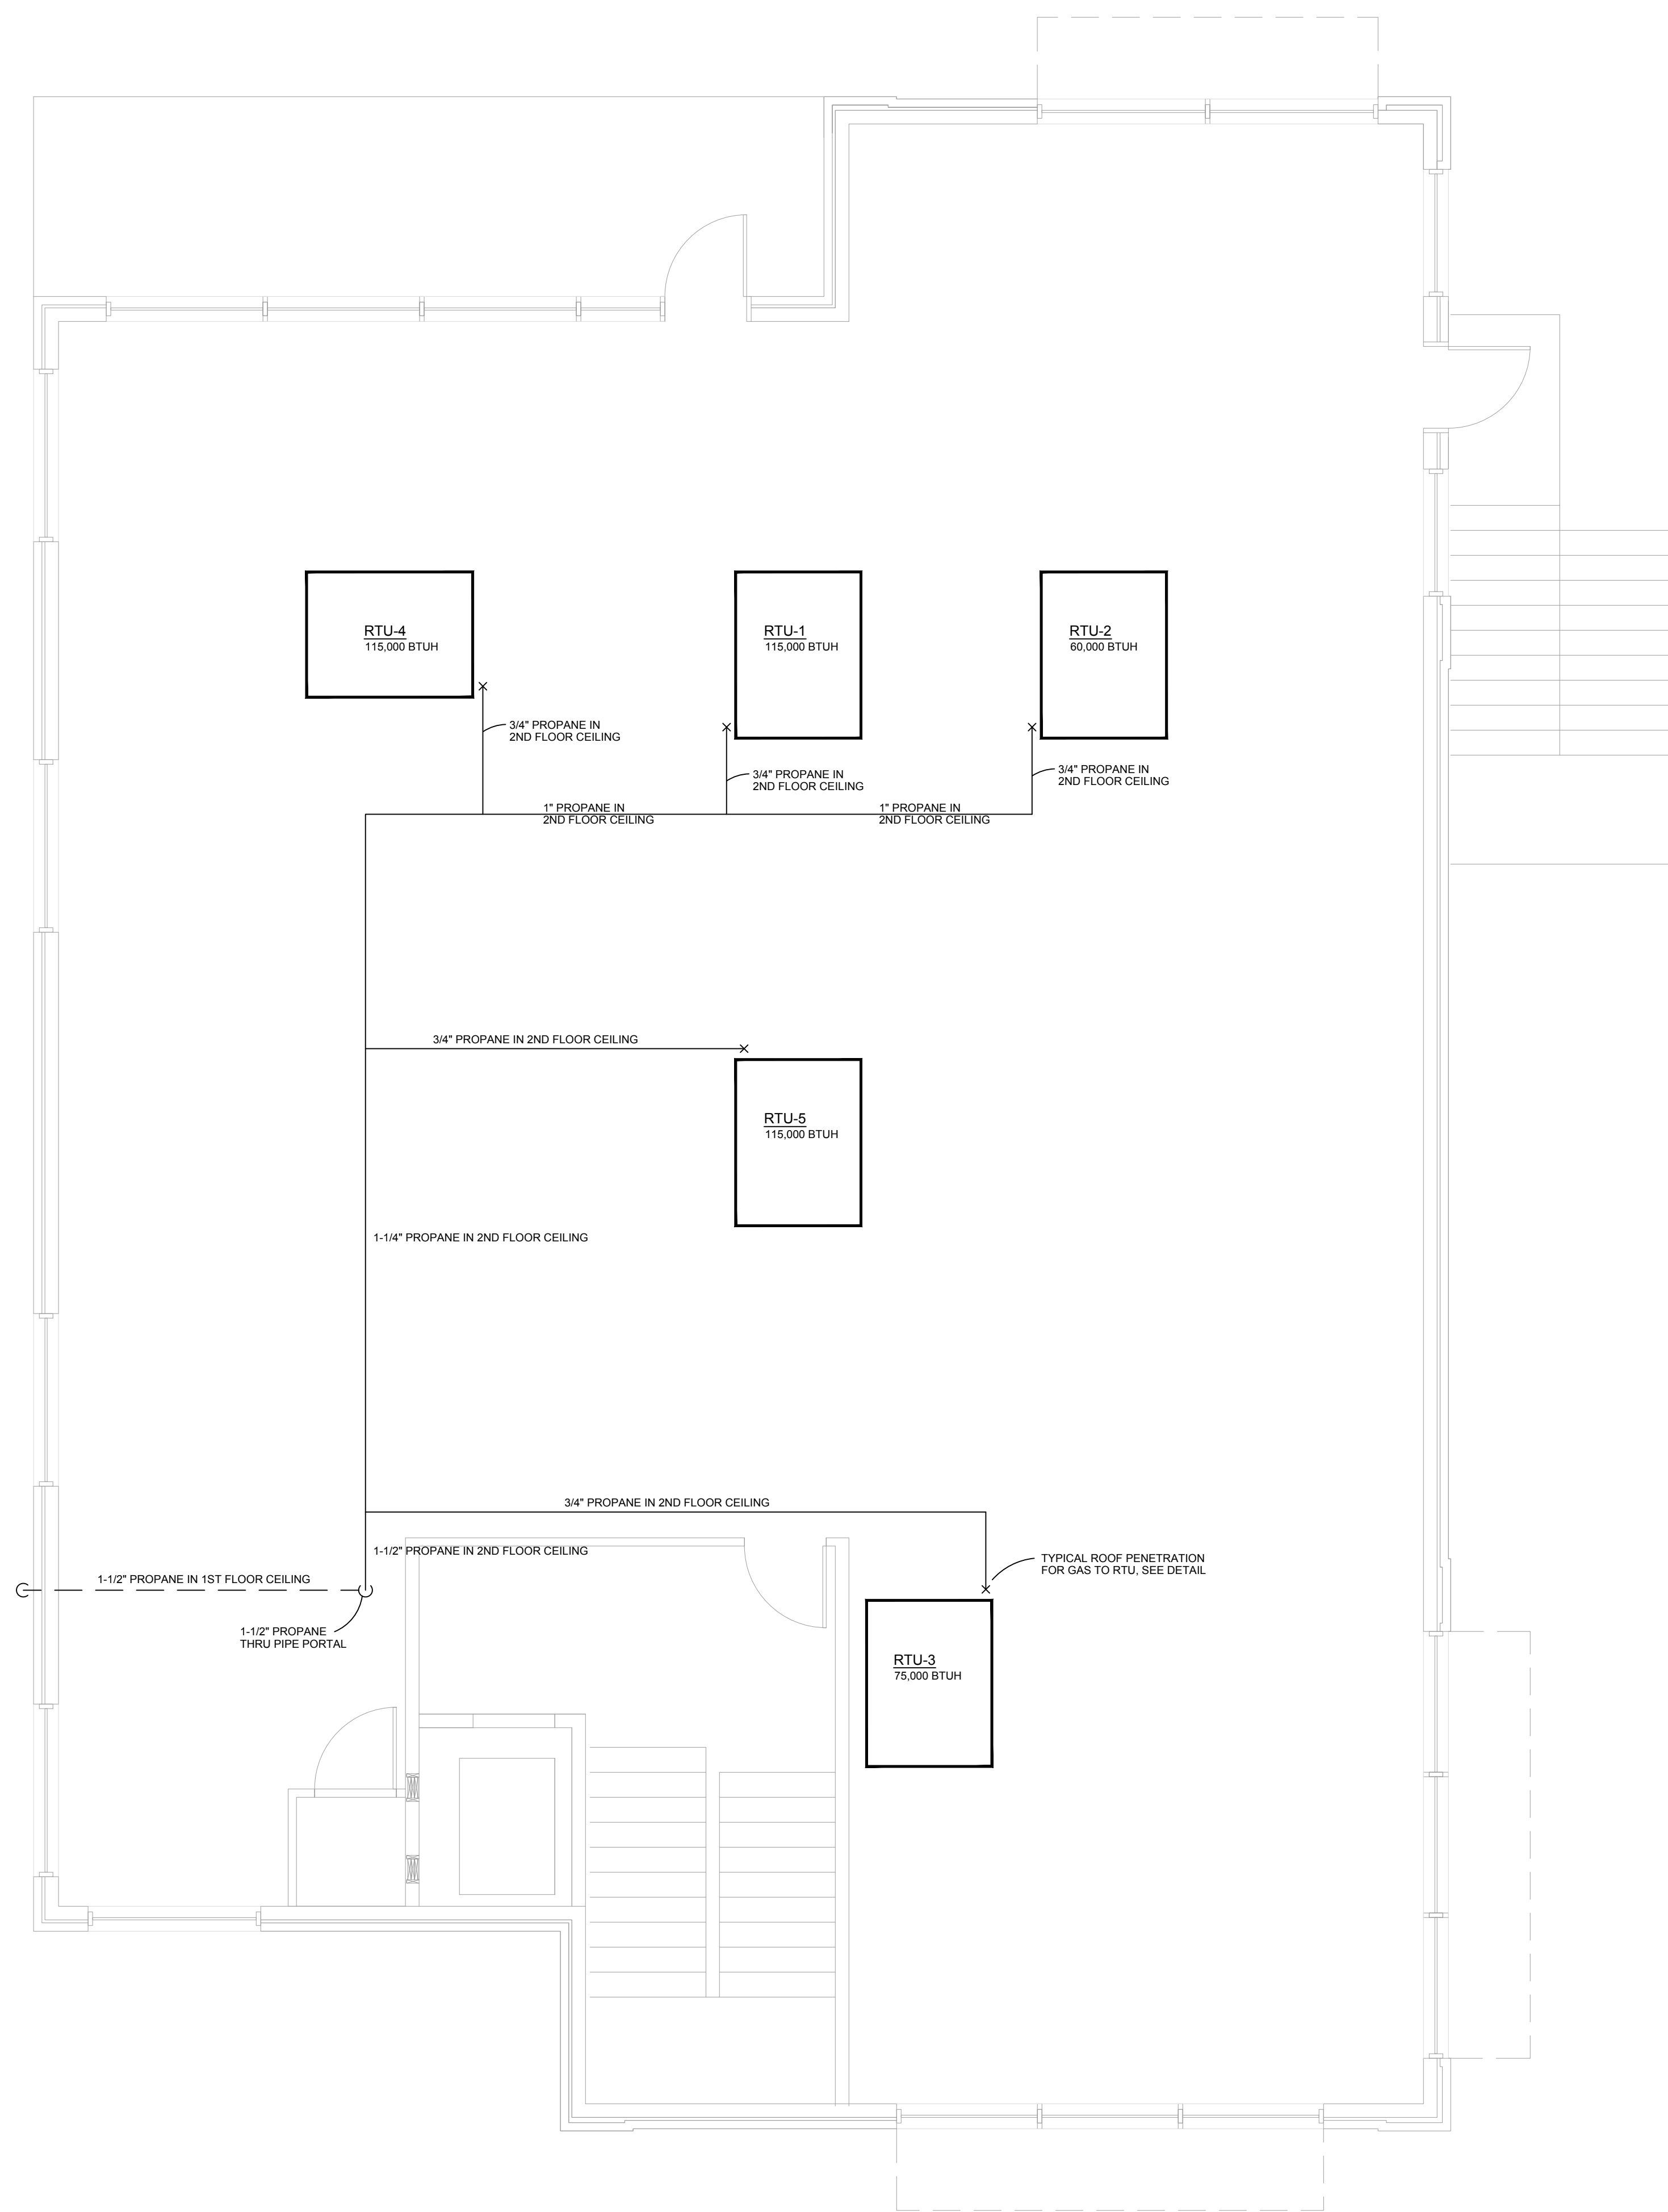 RTU-4
115,000 BTUH
RTU-1
115,000 BTUH
RTU-2
60,000 BTUH
3/4" PROPANE IN
2ND FLOOR CEILING
3/4" PROPANE IN
2ND FLOOR CEILING
3/4" PROPANE IN
2ND FLOOR CEILING
1" PROPANE IN
2ND FLOOR CEILING
1" PROPANE IN
2ND FLOOR CEILING
3/4" PROPANE IN 2ND FLOOR CEILING
RTU-5
115,000 BTUH
1-1/4" PROPANE IN 2ND FLOOR CEILING
3/4" PROPANE IN 2ND FLOOR CEILING
1-1/2" PROPANE IN 2ND FLOOR CEILING
TYPICAL ROOF PENETRATION
FOR GAS TO RTU, SEE DETAIL
1-1/2" PROPANE IN 1ST FLOOR CEILING
1-1/2" PROPANE
THRU PIPE PORTAL
RTU-3
75,000 BTUH